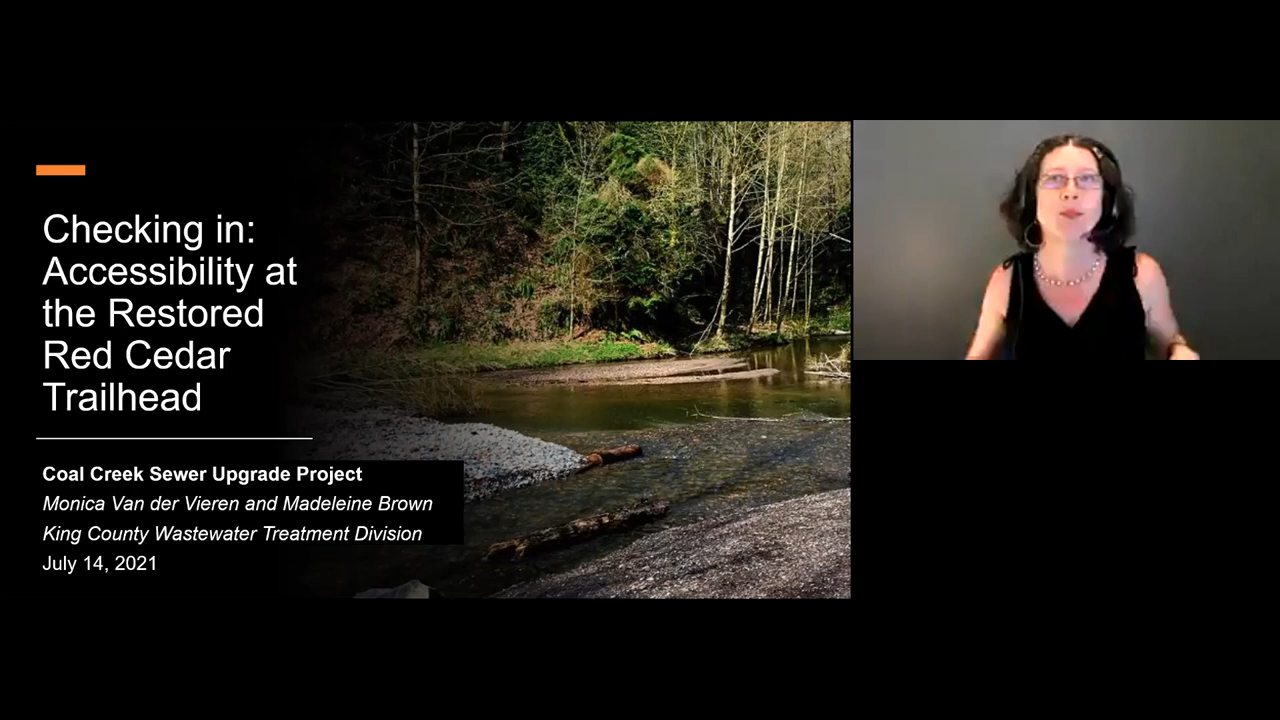 Checking in:
Accessibility at
the Restored
Red Cedar
Trailhead
Coal Creek Sewer Upgrade Project
Monica Van der Vieren and Madeleine Brown
King County Wastewater Treatment Division
July 14, 2021